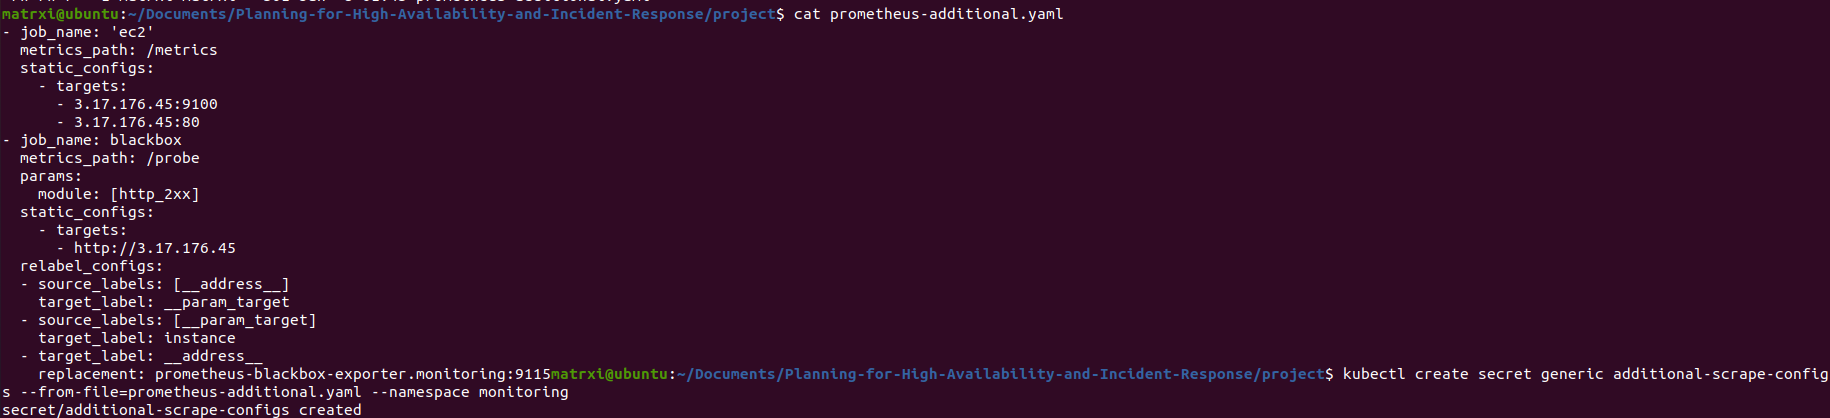 matrxi@ubuntu:~/Documents/Planning-for-High-Availability-and-Incident-Response/project$ cat prometheus-additional.yaml
- job_name: 'ec2'
  metrics_path: /metrics
  static_configs:
    - targets:
      - 3.17.176.45:9100
      - 3.17.176.45:80
- job_name: blackbox
  metrics_path: /probe
  params:
    module: [http_2xx]
  static_configs:
    - targets:
      - http://3.17.176.45
  relabel_configs:
  - source_labels: [__address__]
    target_label: __param_target
  - source_labels: [__param_target]
    target_label: instance
  - target_label: __address__
    replacement: prometheus-blackbox-exporter.monitoring:9115matrxi@ubuntu:~/Documents/Planning-for-High-Availability-and-Incident-Response/project$ kubectl create secret generic additional-scrape-config
s --from-file=prometheus-additional.yaml --namespace monitoring
secret/additional-scrape-configs created